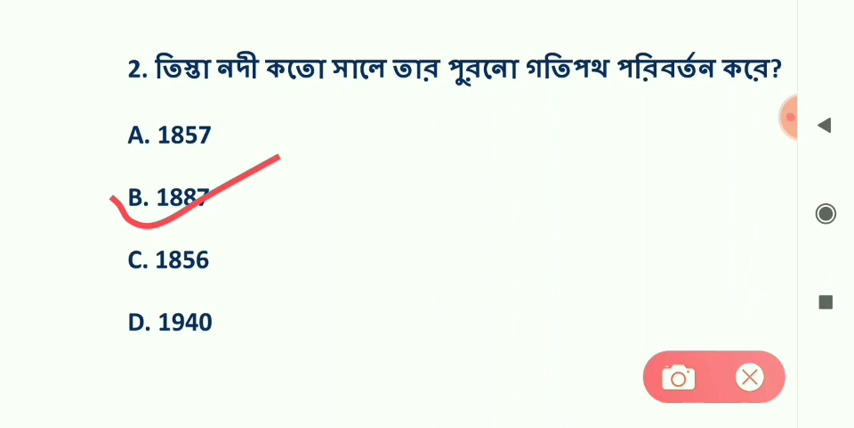 2. তিস্তা নদী কতো সালে তার পুরনো গতিপথ পরিবর্তন করে?
A. 1857
B. 1887
C. 1856
D. 1940